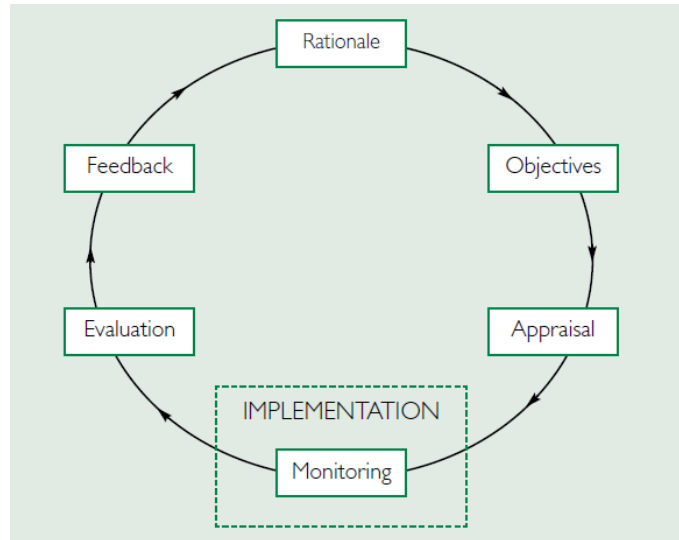 Rationale
Feedback
Objectives
Evaluation
Appraisal
IMPLEMENTATION
Monitoring